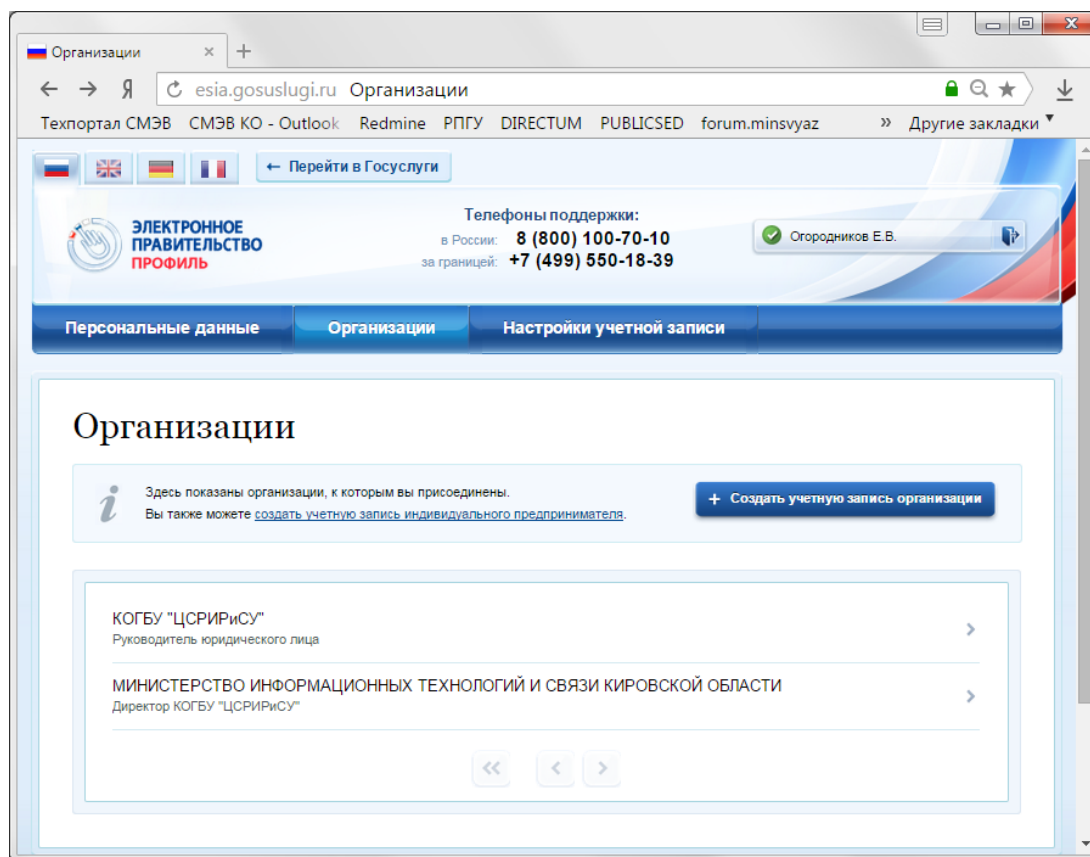 Организации
Я esia.gosuslugi.ru Организации
Техпортал СМЭВ СМЭВ КО - Outlook Redmine РПГУ DIRECTUM PUBLICSED forum.minsvyaz » Другие закладки
← Перейти в Госуслуги
ЭЛЕКТРОННОЕ
ПРАВИТЕЛЬСТВО
ПРОФИЛЬ
Телефоны поддержки:
в России: 8 (800) 100-70-10
за границей: +7 (499) 550-18-39
Огородников Е.В.
Персональные данные Организации Настройки учетной записи
Организации
Здесь показаны организации, к которым вы присоединены.
Вы также можете создать учетную запись индивидуального предпринимателя.
+ Создать учетную запись организации
КОГБУ "ЦСРИРиСУ"
Руководитель юридического лица
МИНИСТЕРСТВО ИНФОРМАЦИОННЫХ ТЕХНОЛОГИЙ И СВЯЗИ КИРОВСКОЙ ОБЛАСТИ
Директор КОГБУ "ЦСРИРиСУ"